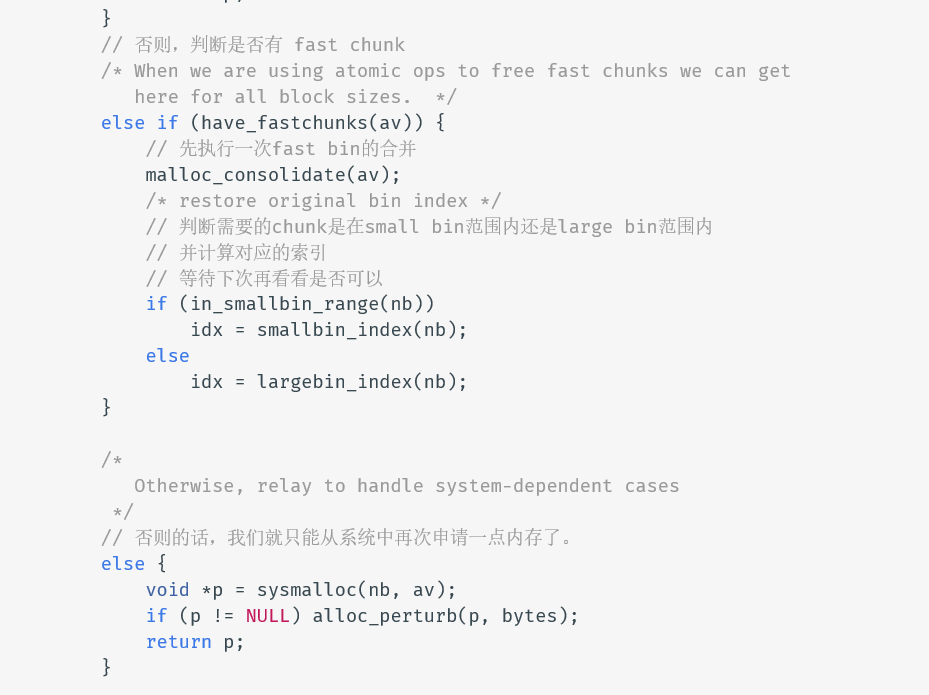 }
// 否则，判断是否有 fast chunk
/* When we are using atomic ops to free fast chunks we can get
   here for all block sizes.  */
else if (have_fastchunks(av)) {
    // 先执行一次fast bin的合并
    malloc_consolidate(av);
    /* restore original bin index */
    // 判断需要的chunk是在small bin范围内还是large bin范围内
    // 并计算对应的索引
    // 等待下次再看看是否可以
    if (in_smallbin_range(nb))
        idx = smallbin_index(nb);
    else
        idx = largebin_index(nb);
}
/*
   Otherwise, relay to handle system-dependent cases
 */
// 否则的话，我们就只能从系统中再次申请一点内存了。
else {
    void *p = sysmalloc(nb, av);
    if (p != NULL) alloc_perturb(p, bytes);
    return p;
}